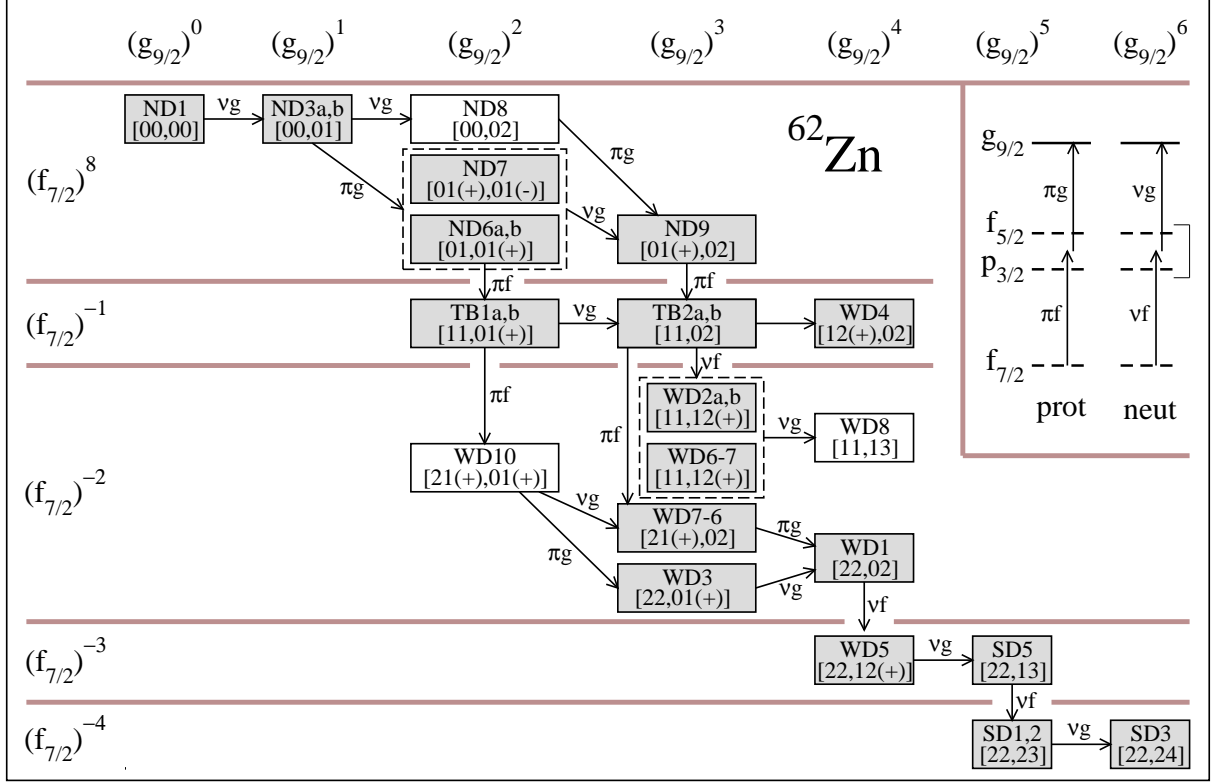 (g9/2)^0 (g9/2)^1 (g9/2)^2 (g9/2)^3 (g9/2)^4 (g9/2)^5 (g9/2)^6
(f7/2)^8
ND1
[00,00]
νg
ND3a,b
[00,01]
νg
ND8
[00,02]
πg
πg
ND7
[01(+),01(-)]
ND6a,b
[01,01(+)]
νg
ND9
[01(+),02]
πf
πf
62Zn
(f7/2)^−1
TB1a,b
[11,01(+)]
νg
TB2a,b
[11,02]
WD4
[12(+),02]
πf
νf
πf
(f7/2)^−2
WD2a,b
[11,12(+)]
WD6-7
[11,12(+)]
νg
WD8
[11,13]
WD10
[21(+),01(+)]
νg
πg
WD7-6
[21(+),02]
πg
WD3
[22,01(+)]
νg
WD1
[22,02]
νf
(f7/2)^−3
WD5
[22,12(+)]
νg
SD5
[22,13]
νf
(f7/2)^−4
SD1,2
[22,23]
νg
SD3
[22,24]
g9/2
πg νg
f5/2
p3/2
πf νf
f7/2
prot neut